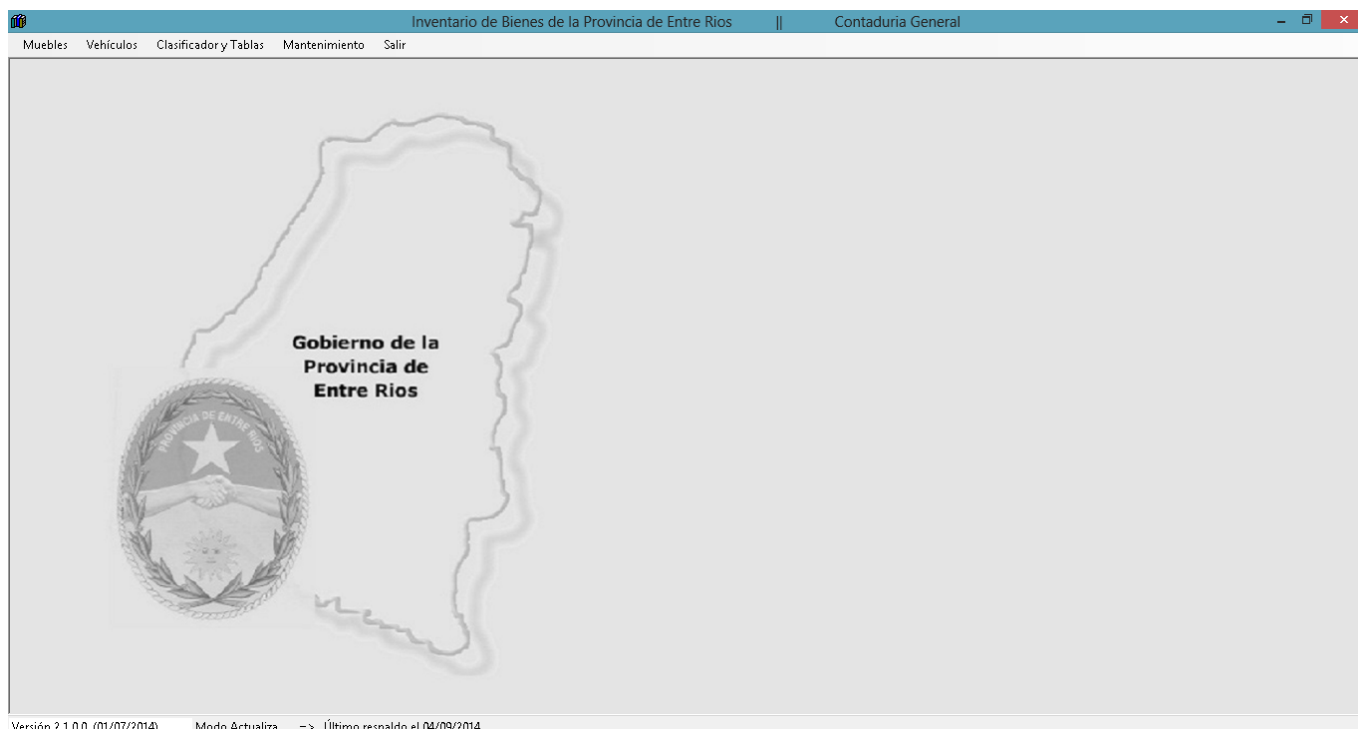 Inventario de Bienes de la Provincia de Entre Rios || Contaduria General
Muebles Vehículos Clasificador y Tablas Mantenimiento Salir
Gobierno de la
Provincia de
Entre Rios
PROVINCIA DE ENTRE RIOS
Versión 2.1.0.0 (01/07/2014) Modo Actualiza => Último respaldo el 04/09/2014